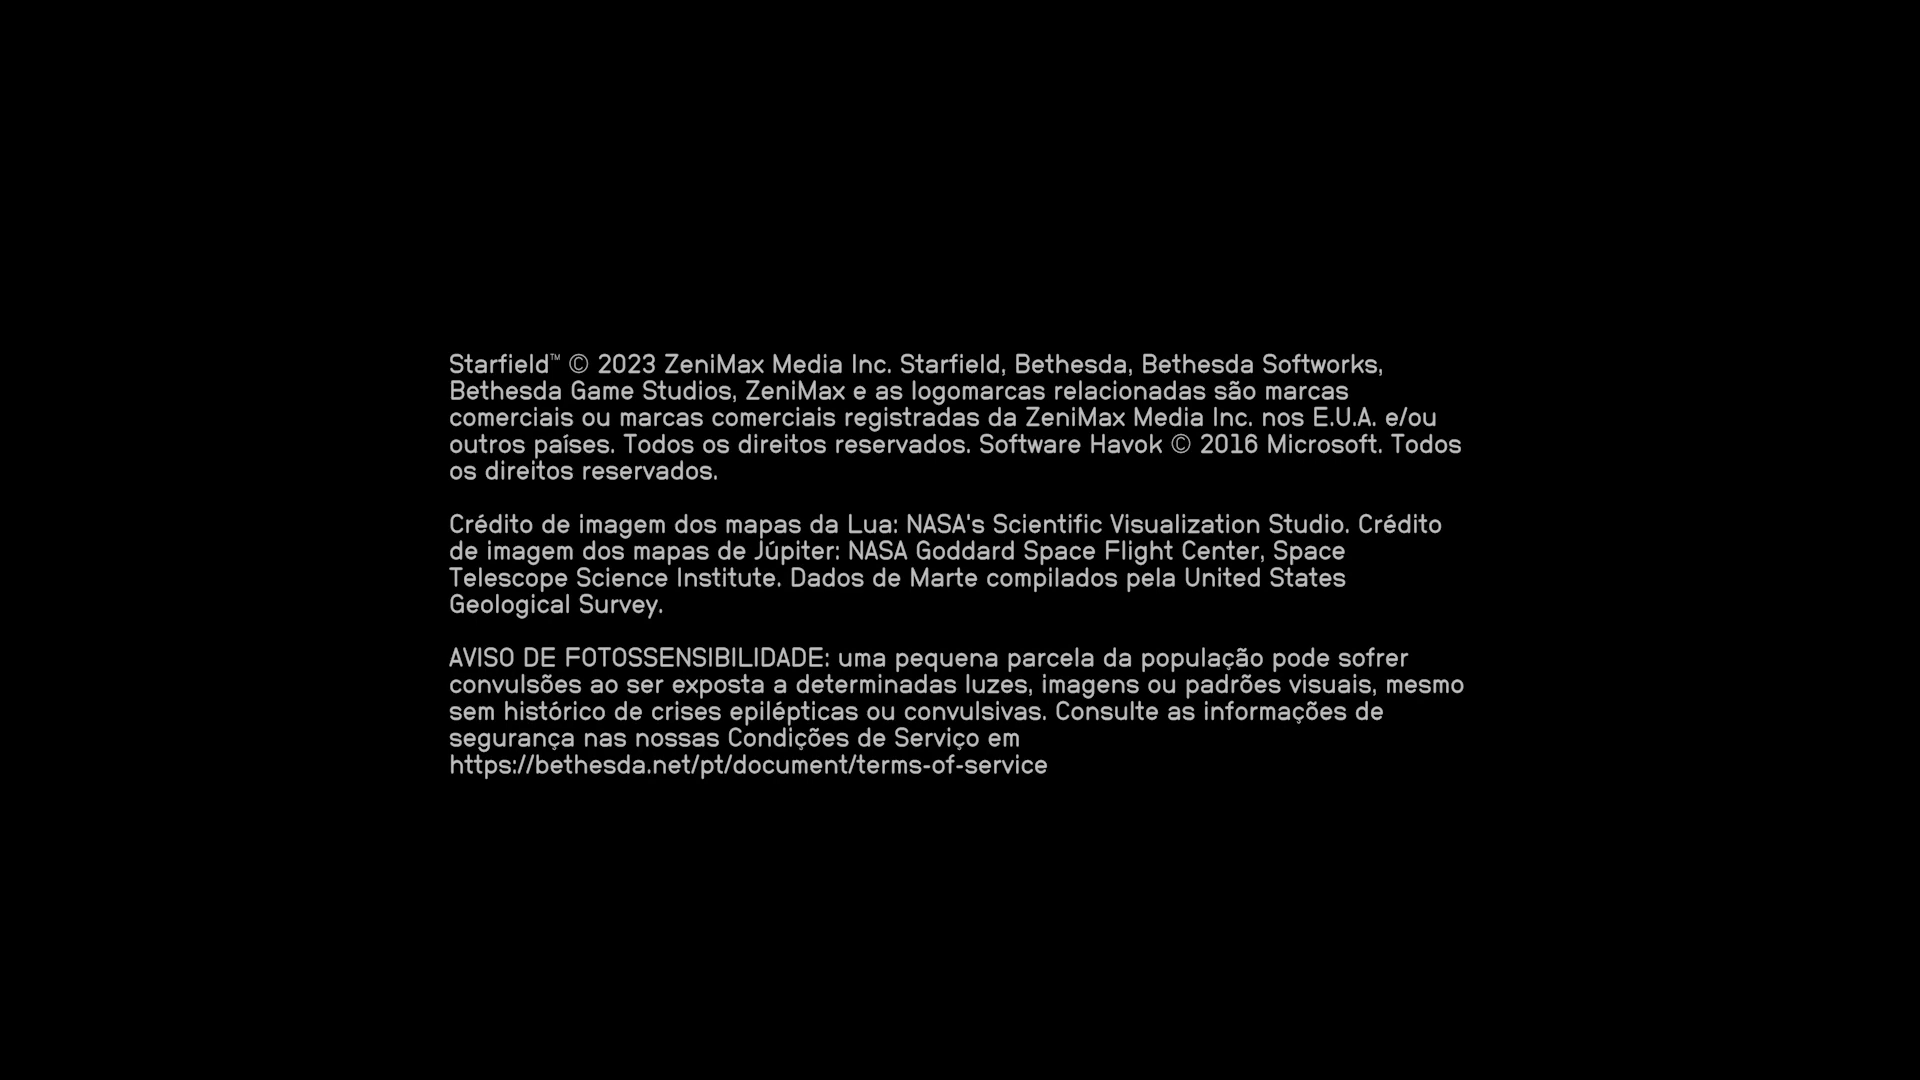 Starfield™ © 2023 ZeniMax Media Inc. Starfield, Bethesda, Bethesda Softworks,
Bethesda Game Studios, ZeniMax e as logomarcas relacionadas são marcas
comerciais ou marcas comerciais registradas da ZeniMax Media Inc. nos E.U.A. e/ou
outros países. Todos os direitos reservados. Software Havok © 2016 Microsoft. Todos
os direitos reservados.
Crédito de imagem dos mapas da Lua: NASA's Scientific Visualization Studio. Crédito
de imagem dos mapas de Júpiter: NASA Goddard Space Flight Center, Space
Telescope Science Institute. Dados de Marte compilados pela United States
Geological Survey.
AVISO DE FOTOSSENSIBILIDADE: uma pequena parcela da população pode sofrer
convulsões ao ser exposta a determinadas luzes, imagens ou padrões visuais, mesmo
sem histórico de crises epilépticas ou convulsivas. Consulte as informações de
segurança nas nossas Condições de Serviço em
https://bethesda.net/pt/document/terms-of-service